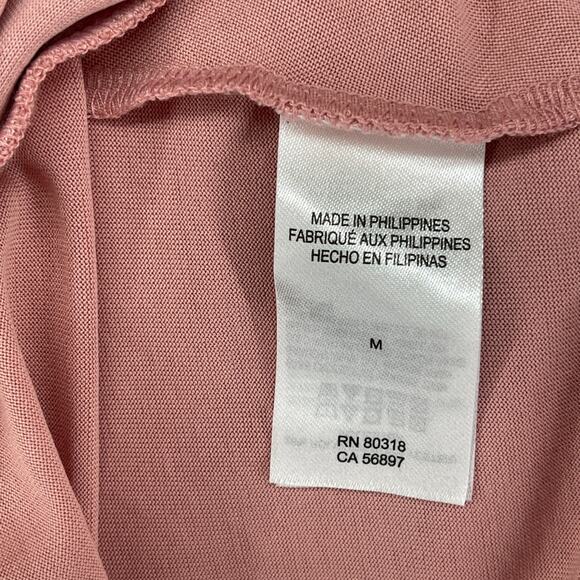 MADE IN PHILIPPINES
FABRIQUÉ AUX PHILIPPINES
HECHO EN FILIPINAS
M
RN 80318
CA 56897